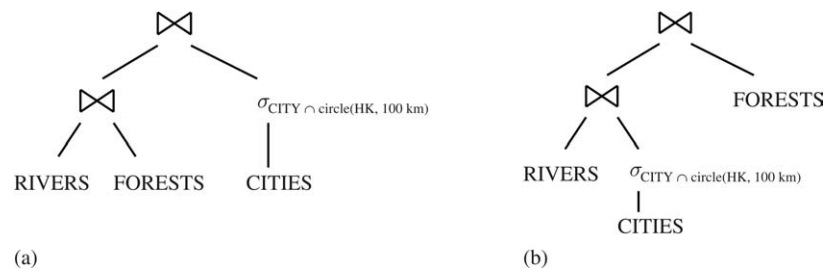 ⋈ ⋈
⋈ σCITY ∩ circle(HK, 100 km) ⋈ FORESTS
RIVERS FORESTS CITIES RIVERS σCITY ∩ circle(HK, 100 km)
CITIES
(a) (b)